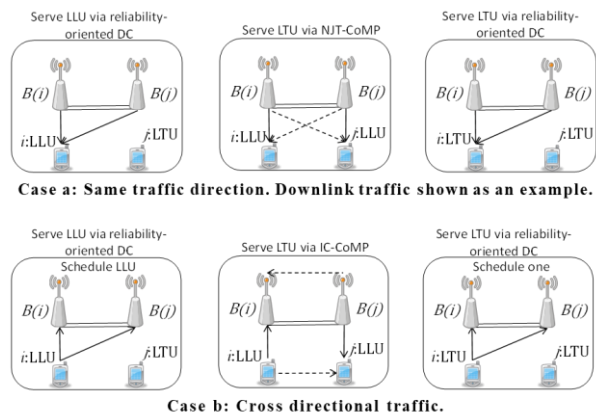 Serve LLU via reliability-
oriented DC
Serve LTU via NJT-CoMP
Serve LTU via reliability-
oriented DC
B(i)
B(j)
B(i)
B(j)
B(i)
B(j)
i:LLU
j:LTU
i:LLU
j:LLU
i:LTU
j:LTU
Case a: Same traffic direction. Downlink traffic shown as an example.
Serve LLU via reliability-
oriented DC
Schedule LLU
Serve LTU via IC-CoMP
Serve LTU via reliability-
oriented DC
Schedule one
B(i)
B(j)
B(i)
B(j)
B(i)
B(j)
i:LLU
j:LTU
i:LLU
j:LLU
i:LTU
j:LTU
Case b: Cross directional traffic.